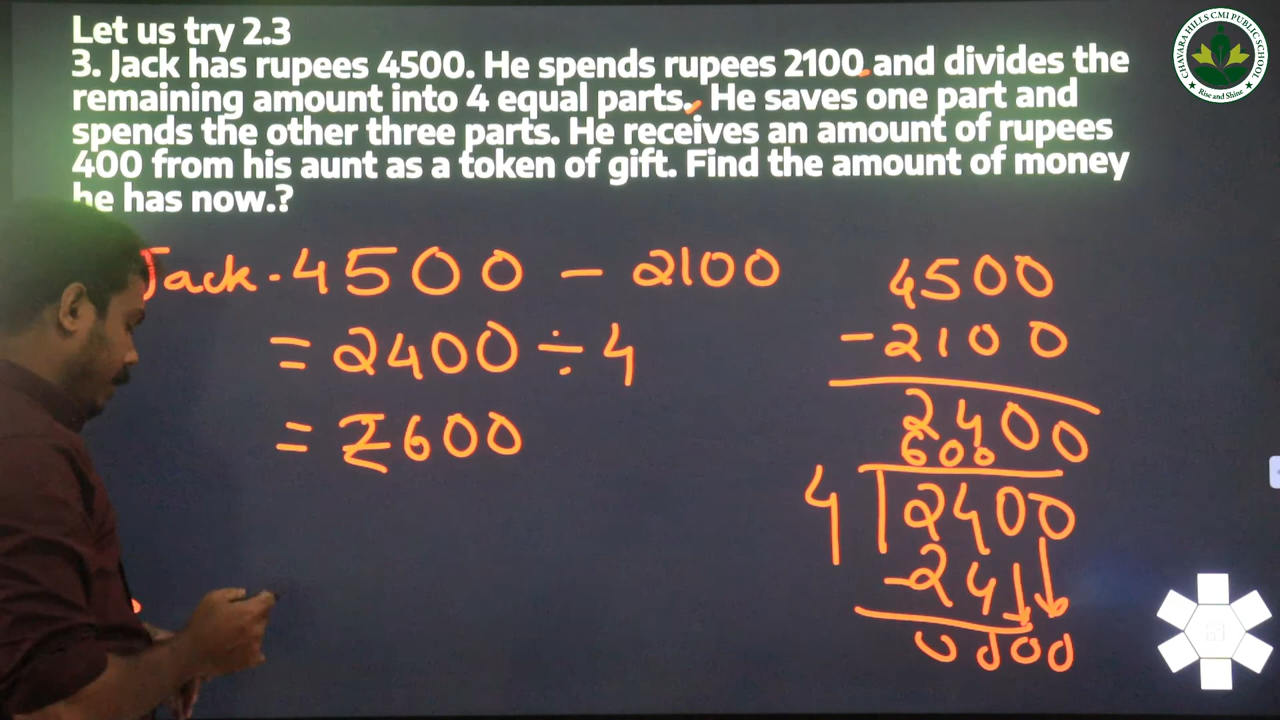 Let us try 2.3
3. Jack has rupees 4500. He spends rupees 2100 and divides the
remaining amount into 4 equal parts. He saves one part and
spends the other three parts. He receives an amount of rupees
400 from his aunt as a token of gift. Find the amount of money
he has now.?
Jack - 4500 - 2100
= 2400 ÷ 4
= ₹600
4500
- 2100
2400
600
4 2400
- 24
0000
CHAVARA HILLS CMI PUBLIC SCHOOL
Rise and Shine